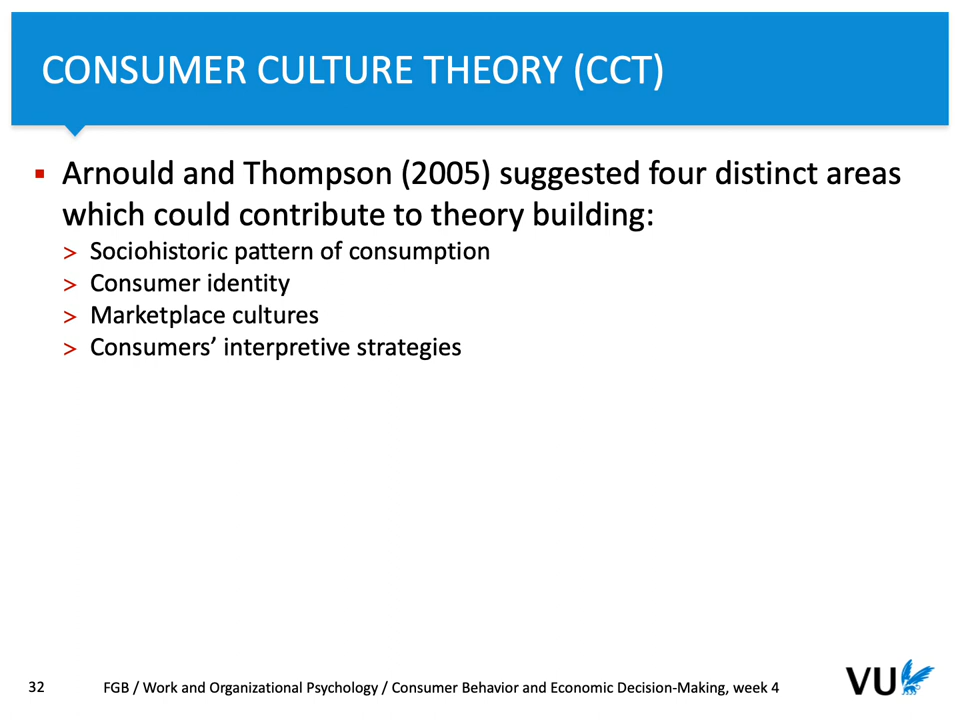 CONSUMER CULTURE THEORY (CCT)
▪ Arnould and Thompson (2005) suggested four distinct areas
which could contribute to theory building:
> Sociohistoric pattern of consumption
> Consumer identity
> Marketplace cultures
> Consumers’ interpretive strategies
32 FGB / Work and Organizational Psychology / Consumer Behavior and Economic Decision-Making, week 4
VU